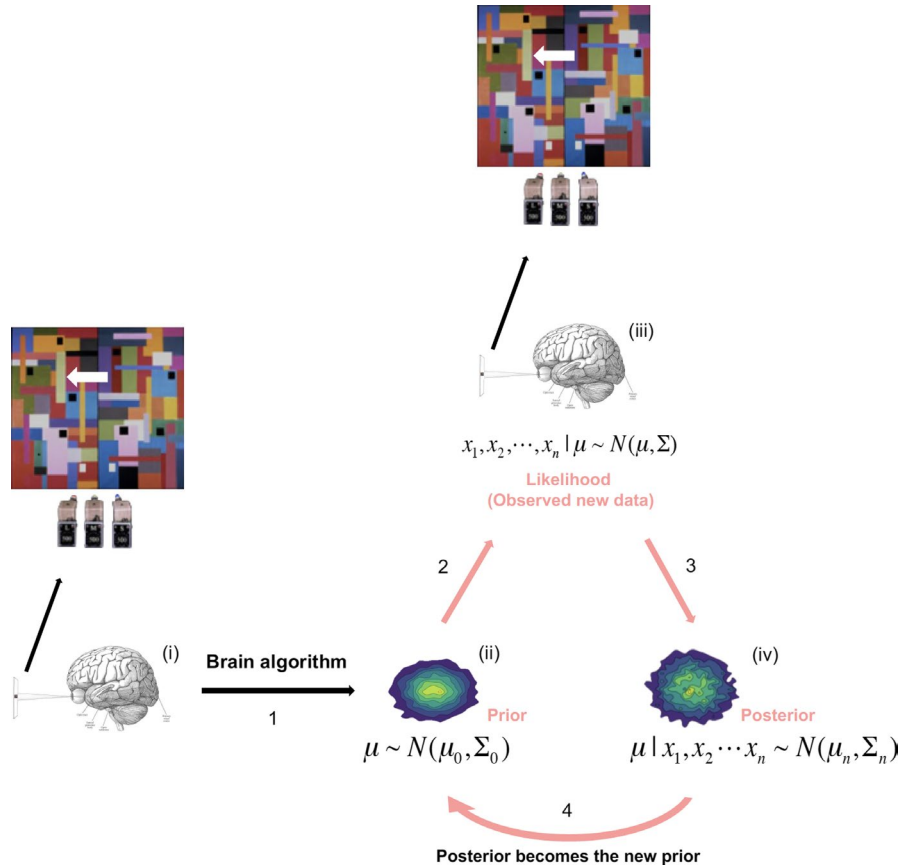 (iii)
x₁, x₂, ⋯, xₙ | μ ~ N(μ, Σ)
Likelihood
(Observed new data)
2
3
(i)
Brain algorithm
1
(ii)
Prior
μ ~ N(μ₀, Σ₀)
(iv)
Posterior
μ | x₁, x₂ ⋯ xₙ ~ N(μₙ, Σₙ)
4
Posterior becomes the new prior